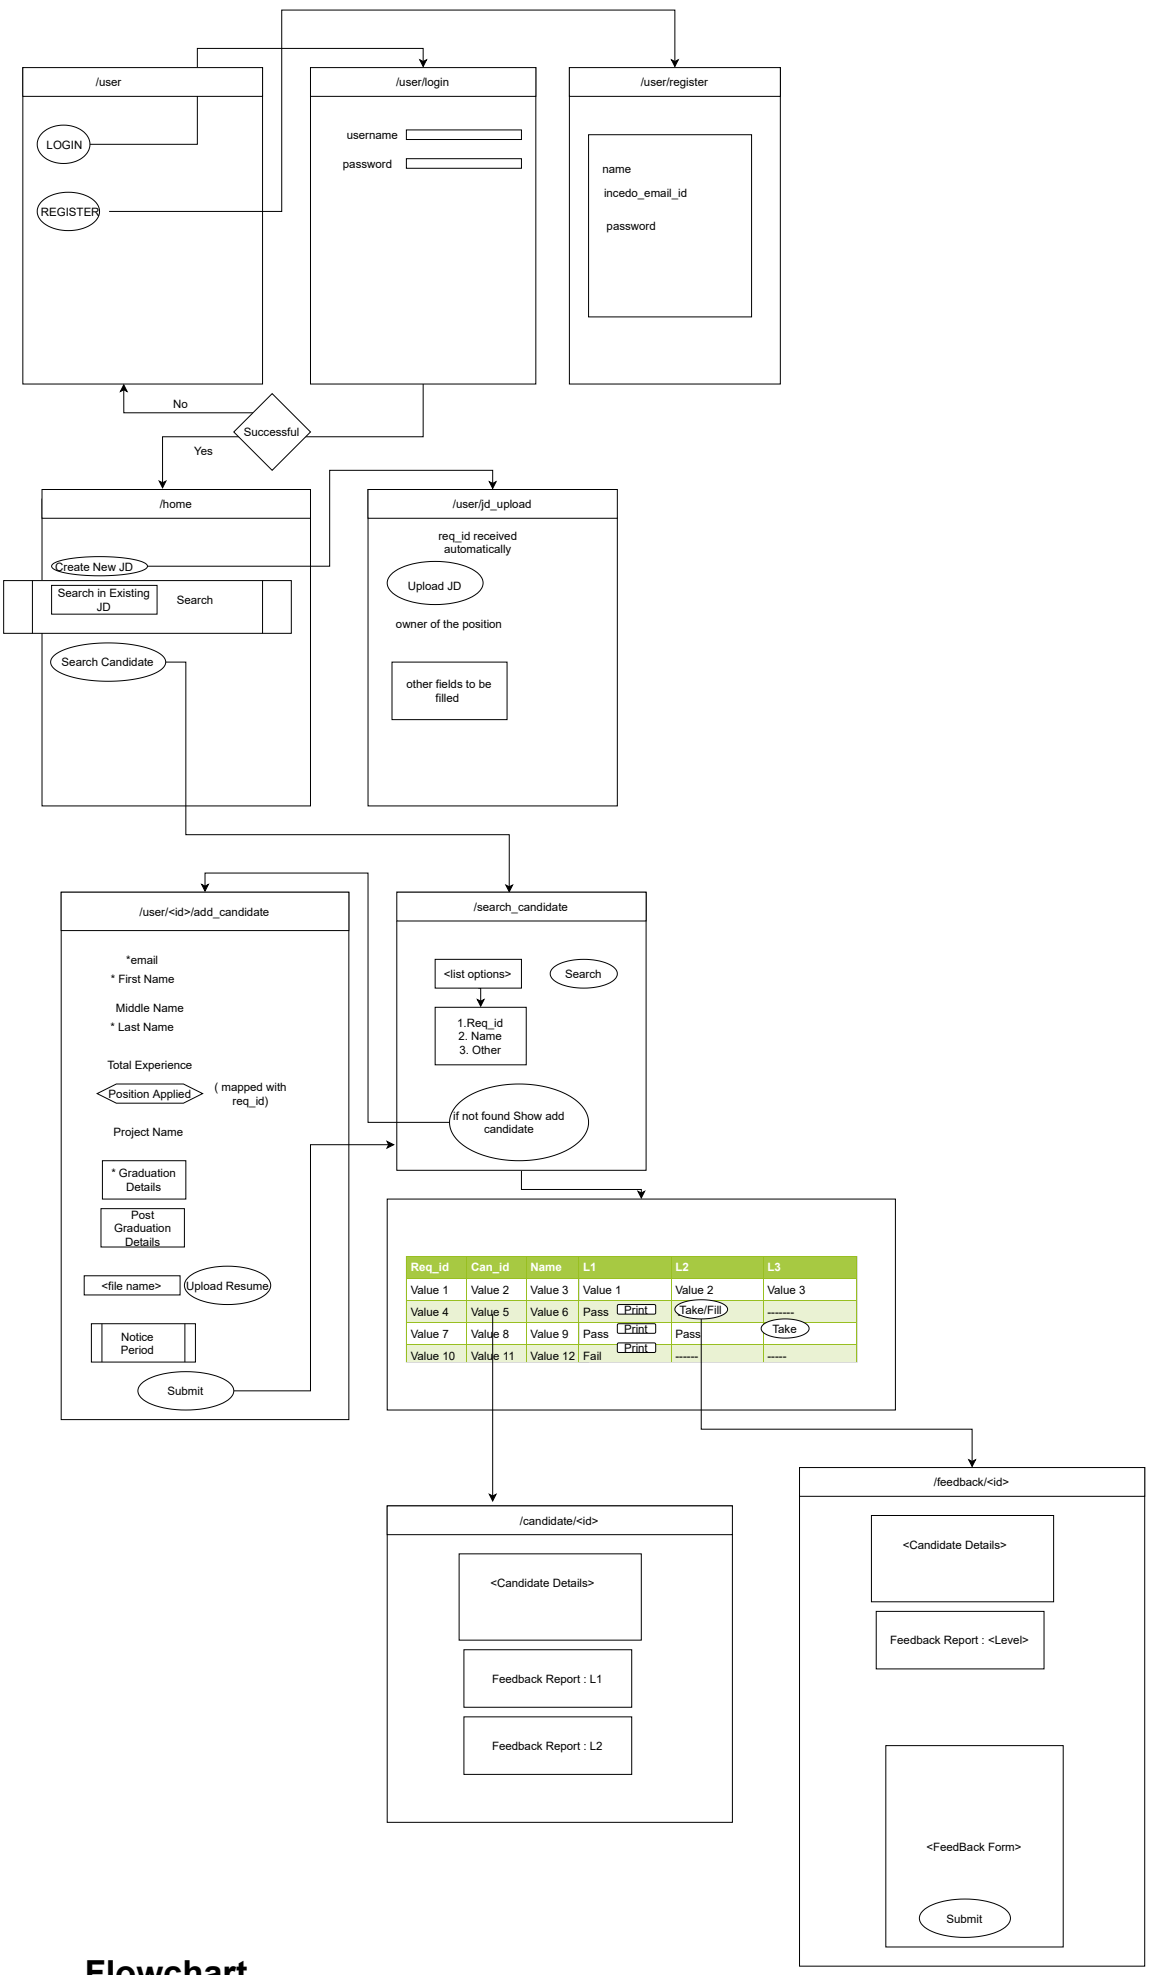 /user
LOGIN
REGISTER
/user/login
username
password
/user/register
name
incedo_email_id
password
No
Successful
Yes
/home
Create New JD
Search in Existing
JD
Search
Search Candidate
/user/jd_upload
req_id received
automatically
Upload JD
owner of the position
other fields to be
filled
/user/<id>/add_candidate
*email
* First Name
Middle Name
* Last Name
Total Experience
Position Applied
( mapped with
req_id)
Project Name
* Graduation
Details
Post
Graduation
Details
<file name>
Upload Resume
Notice
Period
Submit
/search_candidate
<list options>
Search
1.Req_id
2. Name
3. Other
if not found Show add
candidate
Req_id Can_id Name L1 L2 L3
Value 1 Value 2 Value 3 Value 1 Value 2 Value 3
Value 4 Value 5 Value 6 Pass Print Take/Fill -------
Value 7 Value 8 Value 9 Pass Print Pass Take
Value 10 Value 11 Value 12 Fail Print ------ -----
/candidate/<id>
<Candidate Details>
Feedback Report : L1
Feedback Report : L2
/feedback/<id>
<Candidate Details>
Feedback Report : <Level>
<FeedBack Form>
Submit
Flowchart